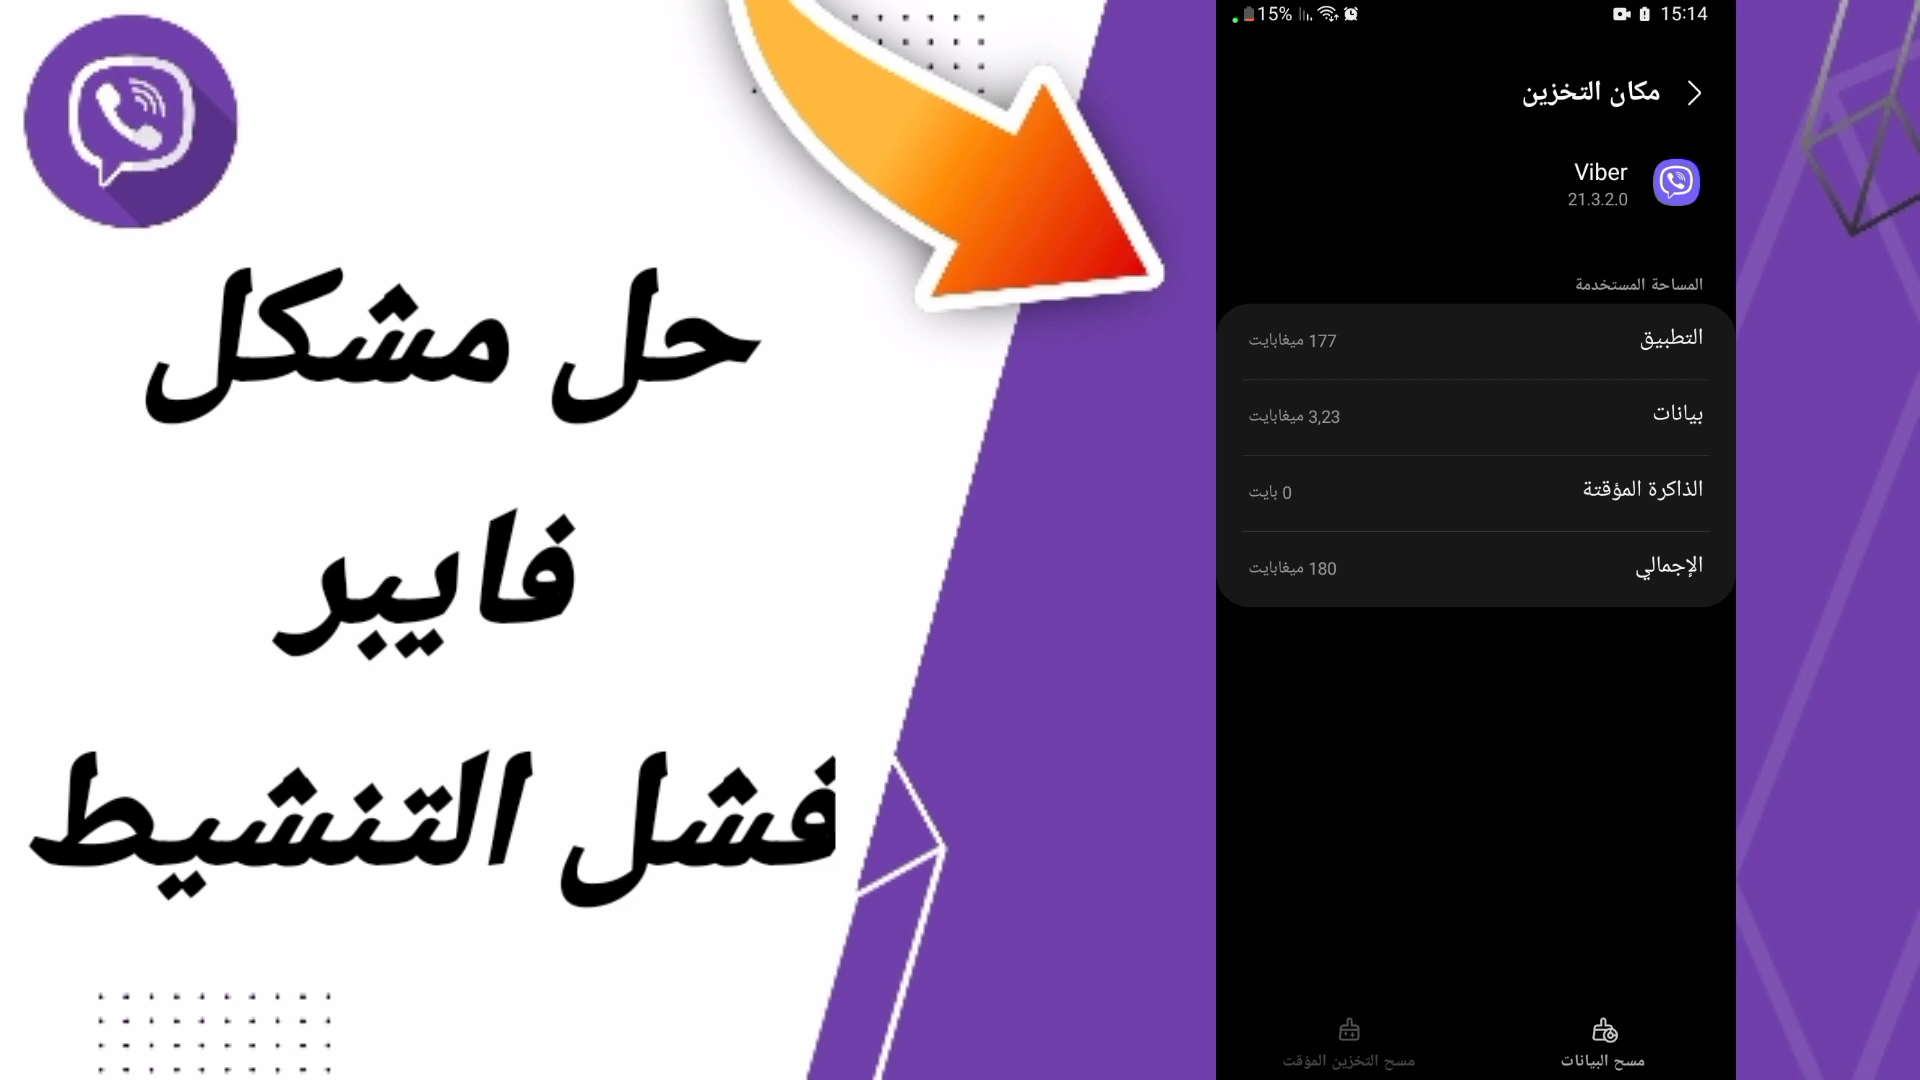 حل مشكل
فايبر
فشل التنشيط
15% 15:14
مكان التخزين
Viber
21.3.2.0
المساحة المستخدمة
التطبيق
177 ميغابايت
بيانات
3,23 ميغابايت
الذاكرة المؤقتة
0 بايت
الإجمالي
180 ميغابايت
مسح البيانات
مسح التخزين المؤقت